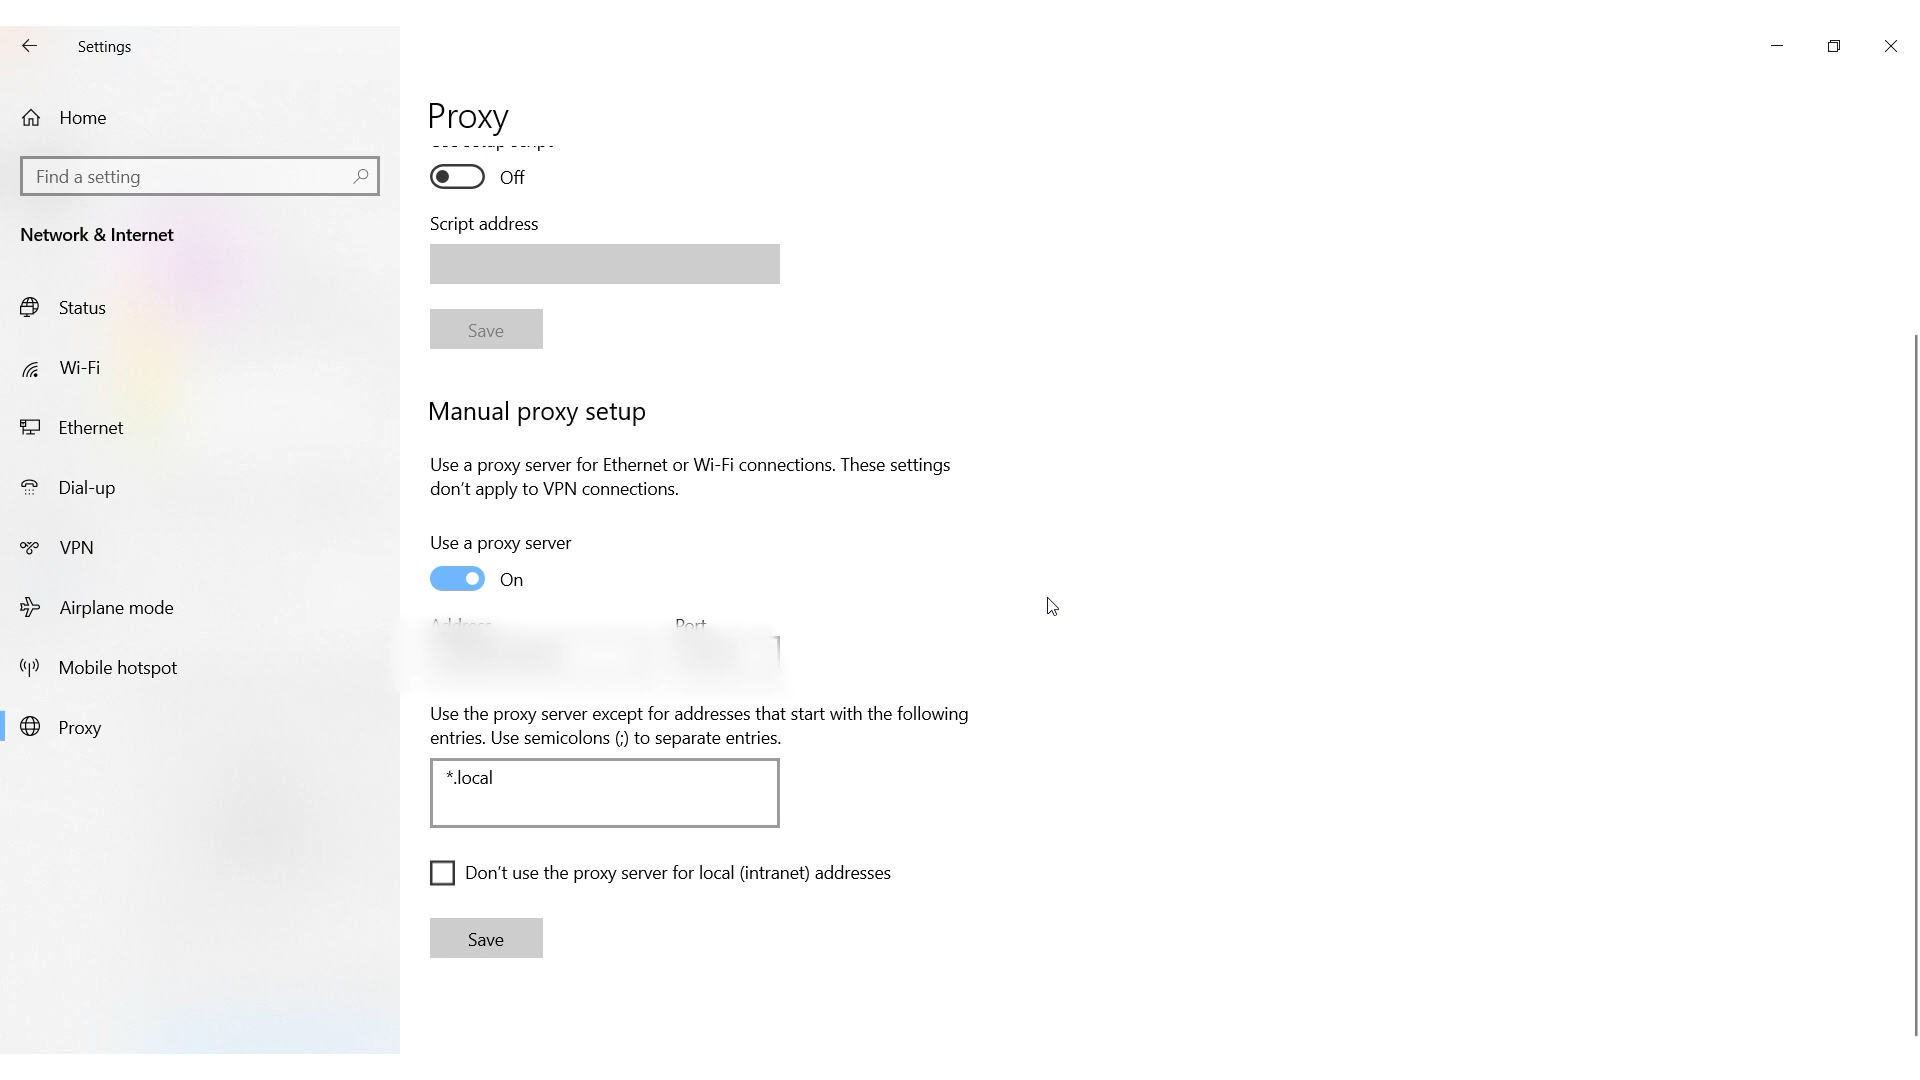 Settings
Home
Find a setting
Network & Internet
Status
Wi-Fi
Ethernet
Dial-up
VPN
Airplane mode
Mobile hotspot
Proxy
Proxy
Off
Script address
Save
Manual proxy setup
Use a proxy server for Ethernet or Wi-Fi connections. These settings
don't apply to VPN connections.
Use a proxy server
On
Address Port
Use the proxy server except for addresses that start with the following
entries. Use semicolons (;) to separate entries.
*.local
Don't use the proxy server for local (intranet) addresses
Save